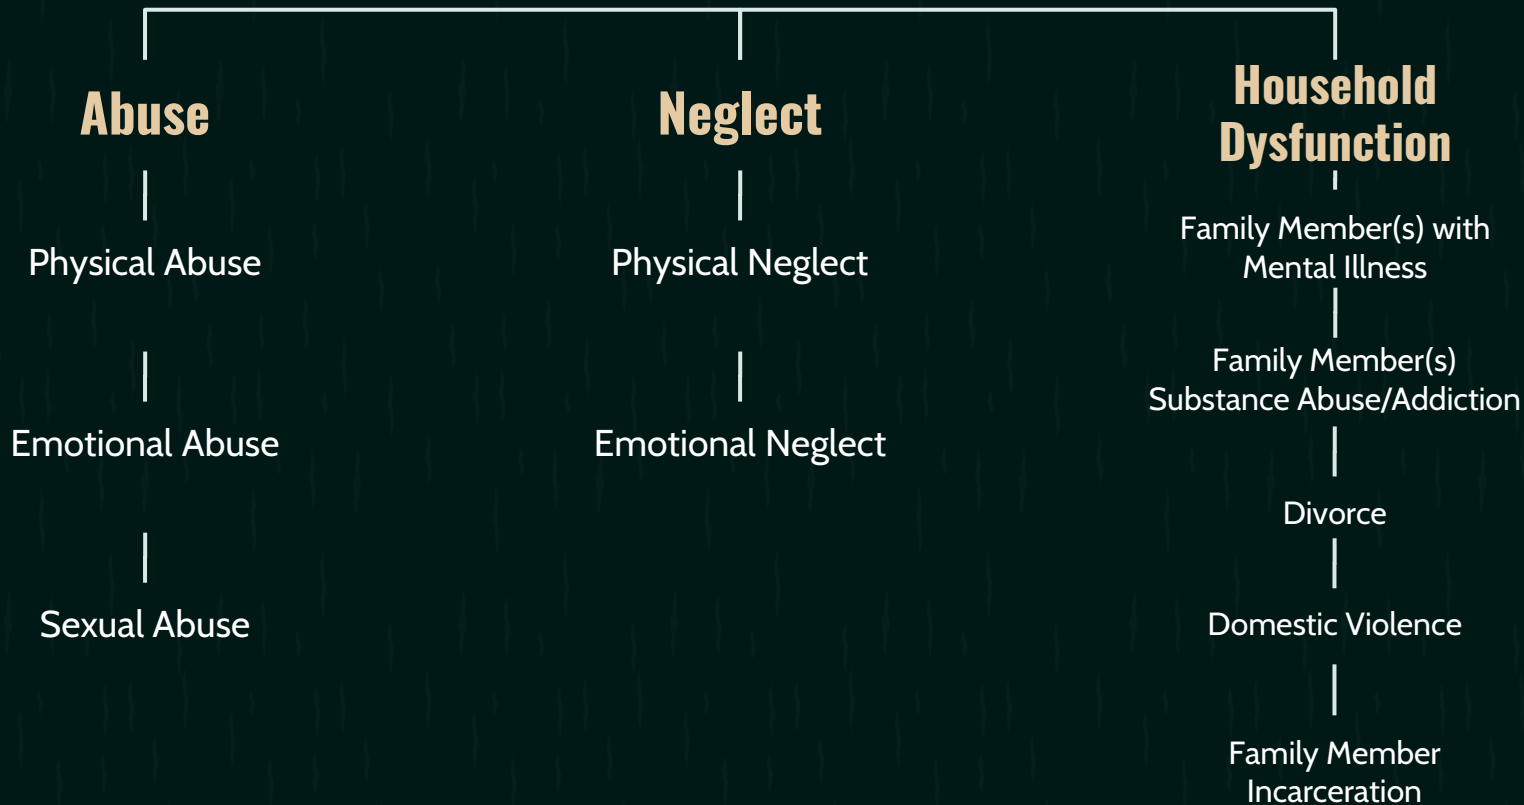 Abuse
Physical Abuse
Emotional Abuse
Sexual Abuse
Neglect
Physical Neglect
Emotional Neglect
Household
Dysfunction
Family Member(s) with
Mental Illness
Family Member(s)
Substance Abuse/Addiction
Divorce
Domestic Violence
Family Member
Incarceration